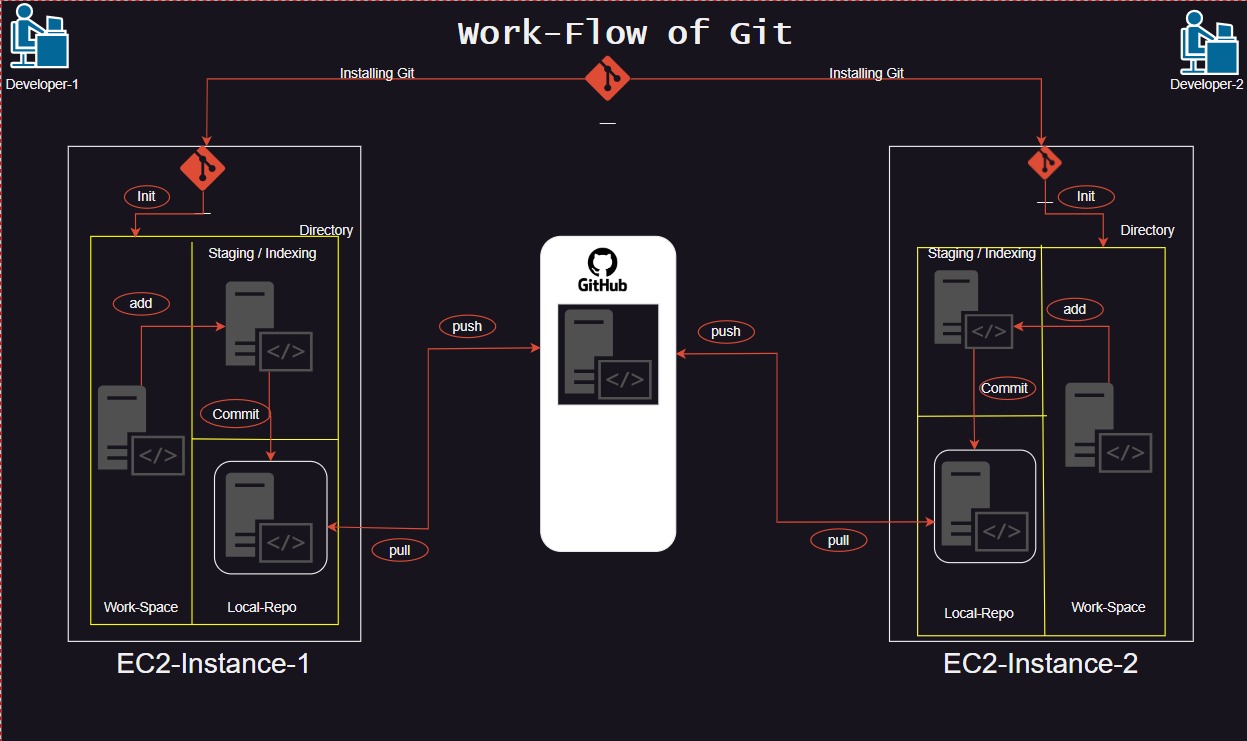 Work-Flow of Git
Developer-1
Developer-2
Installing Git
Installing Git
Init
Init
Directory
Directory
Staging / Indexing
Staging / Indexing
GitHub
add
add
push
push
</>
</>
</>
Commit
Commit
</>
</>
</>
</>
pull
pull
Work-Space
Local-Repo
Local-Repo
Work-Space
EC2-Instance-1
EC2-Instance-2